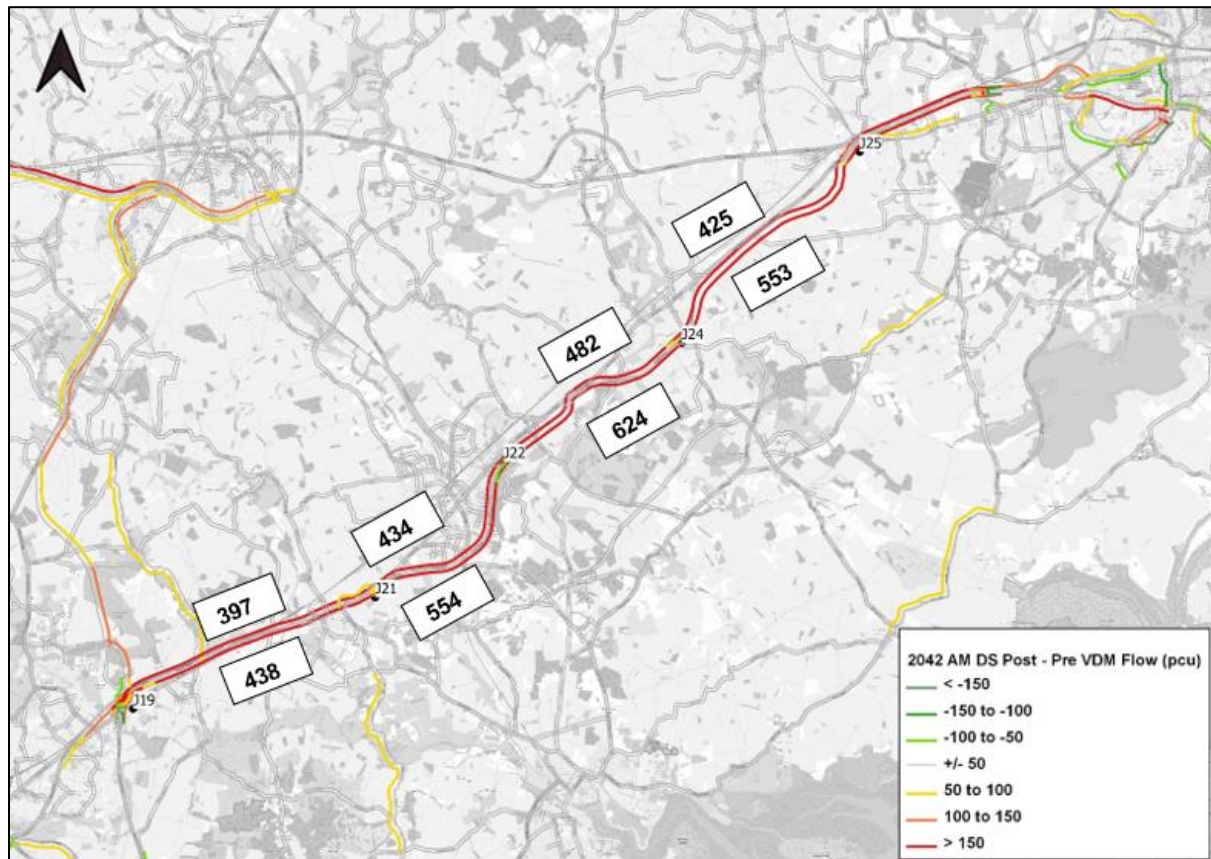 J25
425
553
J24
482
624
J22
434
J21
554
397
438
J19
2042 AM DS Post - Pre VDM Flow (pcu)
< -150
-150 to -100
-100 to -50
+/- 50
50 to 100
100 to 150
> 150